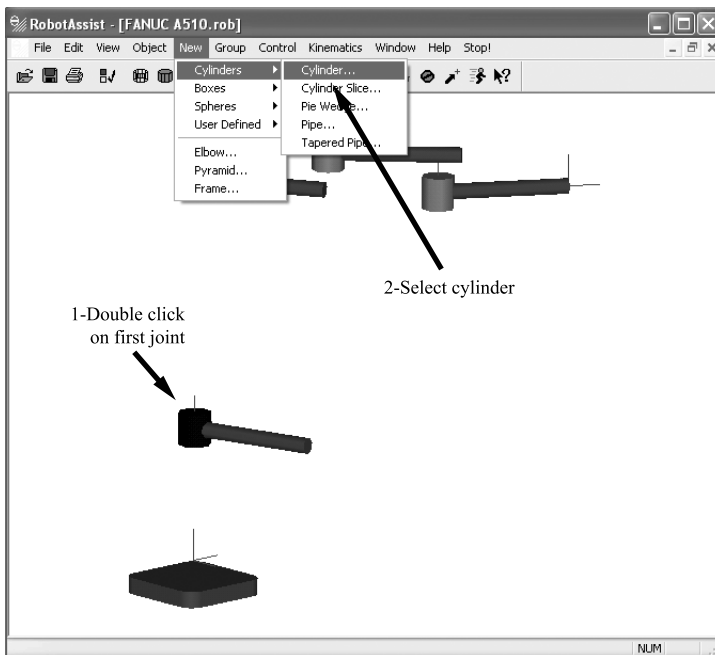 RobotAssist - [FANUC A510.rob]
File Edit View Object New Group Control Kinematics Window Help Stop!
Cylinders
Boxes
Spheres
User Defined
Elbow...
Pyramid...
Frame...
Cylinder...
Cylinder Slice...
Pie Wedge...
Pipe...
Tapered Pipe...
2-Select cylinder
1-Double click
on first joint
NUM